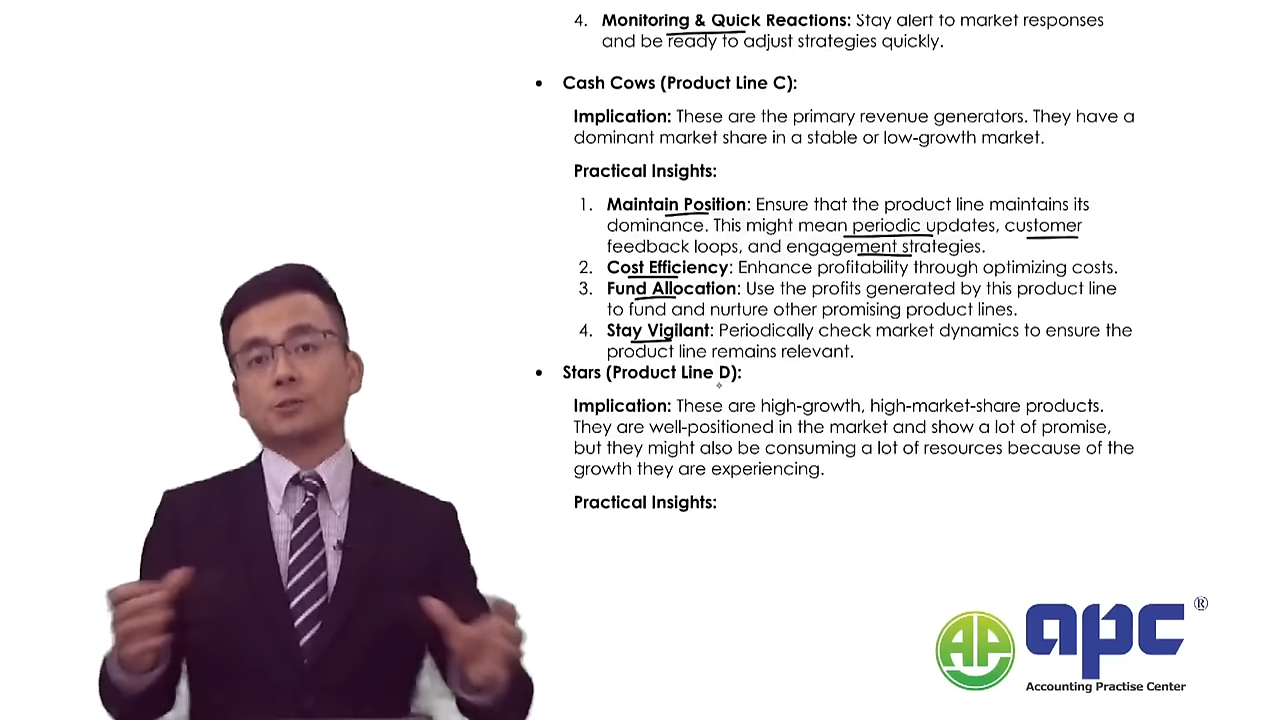 4. Monitoring & Quick Reactions: Stay alert to market responses
and be ready to adjust strategies quickly.
• Cash Cows (Product Line C):
Implication: These are the primary revenue generators. They have a
dominant market share in a stable or low-growth market.
Practical Insights:
1. Maintain Position: Ensure that the product line maintains its
dominance. This might mean periodic updates, customer
feedback loops, and engagement strategies.
2. Cost Efficiency: Enhance profitability through optimizing costs.
3. Fund Allocation: Use the profits generated by this product line
to fund and nurture other promising product lines.
4. Stay Vigilant: Periodically check market dynamics to ensure the
product line remains relevant.
• Stars (Product Line D):
Implication: These are high-growth, high-market-share products.
They are well-positioned in the market and show a lot of promise,
but they might also be consuming a lot of resources because of the
growth they are experiencing.
Practical Insights:
AP apc ®
Accounting Practise Center